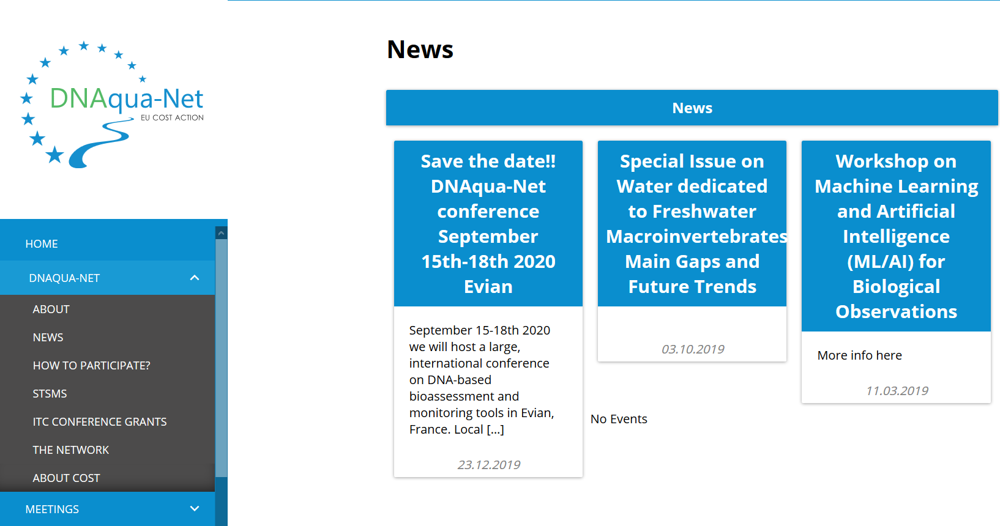 DNAqua-Net
EU COST ACTION
HOME
DNAQUA-NET
ABOUT
NEWS
HOW TO PARTICIPATE?
STSMS
ITC CONFERENCE GRANTS
THE NETWORK
ABOUT COST
MEETINGS
News
News
Save the date!!
DNAqua-Net
conference
September
15th-18th 2020
Evian
September 15-18th 2020
we will host a large,
international conference
on DNA-based
bioassessment and
monitoring tools in Evian,
France. Local [...]
23.12.2019
Special Issue on
Water dedicated
to Freshwater
Macroinvertebrates
Main Gaps and
Future Trends
03.10.2019
Workshop on
Machine Learning
and Artificial
Intelligence
(ML/AI) for
Biological
Observations
More info here
11.03.2019
No Events